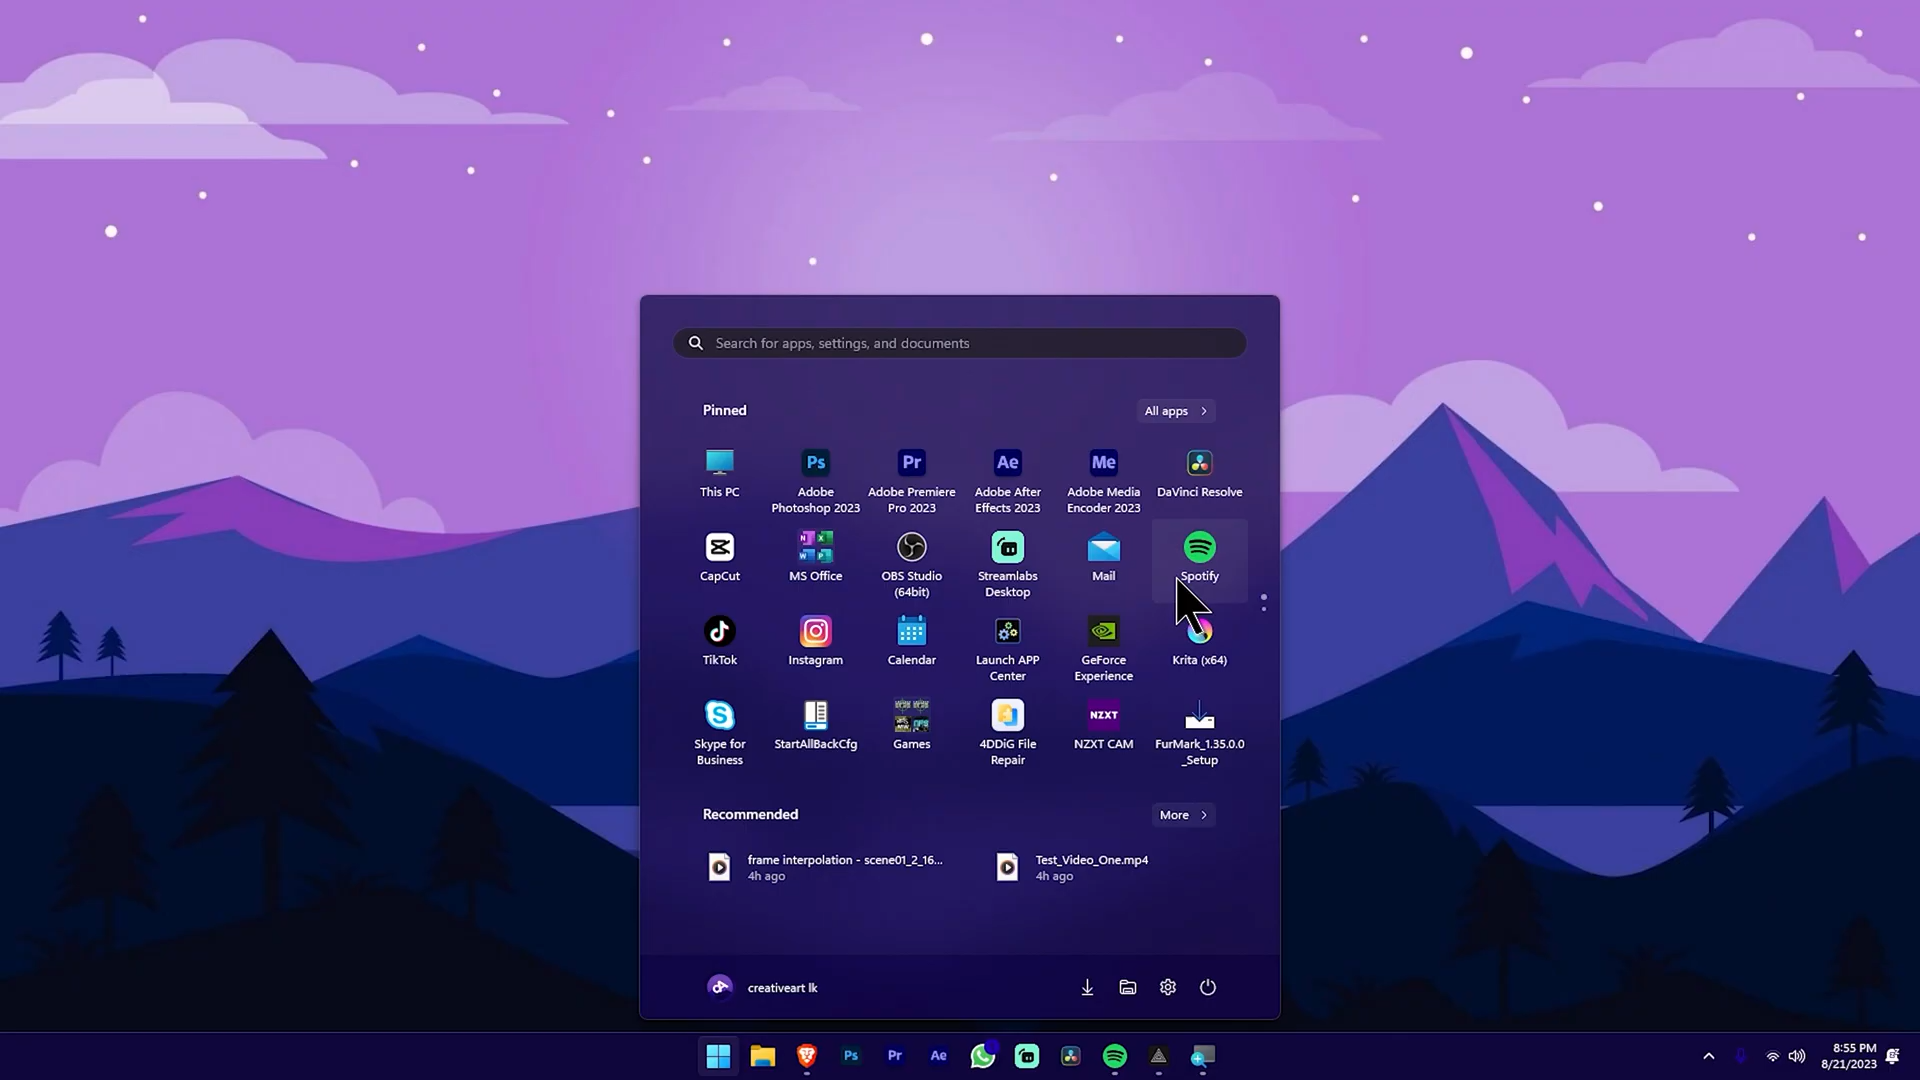 Search for apps, settings, and documents
Pinned
All apps
Ps
Pr
Ae
Me
This PC
Adobe
Photoshop 2023
Adobe Premiere
Pro 2023
Adobe After
Effects 2023
Adobe Media
Encoder 2023
DaVinci Resolve
CapCut
MS Office
OBS Studio
(64bit)
Streamlabs
Desktop
Mail
Spotify
TikTok
Instagram
Calendar
Launch APP
Center
GeForce
Experience
Krita (x64)
NZXT
Skype for
Business
StartAllBackCfg
Games
4DDiG File
Repair
NZXT CAM
FurMark_1.35.0.0
_Setup
Recommended
More
frame interpolation - scene01_2_16...
4h ago
Test_Video_One.mp4
4h ago
creativeart lk
Ps
Pr
Ae
8:55 PM
8/21/2023